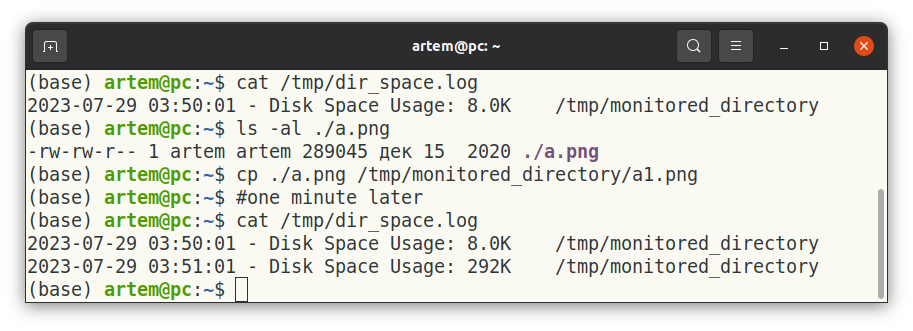 artem@pc: ~
(base) artem@pc:~$ cat /tmp/dir_space.log
2023-07-29 03:50:01 - Disk Space Usage: 8.0K    /tmp/monitored_directory
(base) artem@pc:~$ ls -al ./a.png
-rw-rw-r-- 1 artem artem 289045 дек 15  2020 ./a.png
(base) artem@pc:~$ cp ./a.png /tmp/monitored_directory/a1.png
(base) artem@pc:~$ #one minute later
(base) artem@pc:~$ cat /tmp/dir_space.log
2023-07-29 03:50:01 - Disk Space Usage: 8.0K    /tmp/monitored_directory
2023-07-29 03:51:01 - Disk Space Usage: 292K    /tmp/monitored_directory
(base) artem@pc:~$